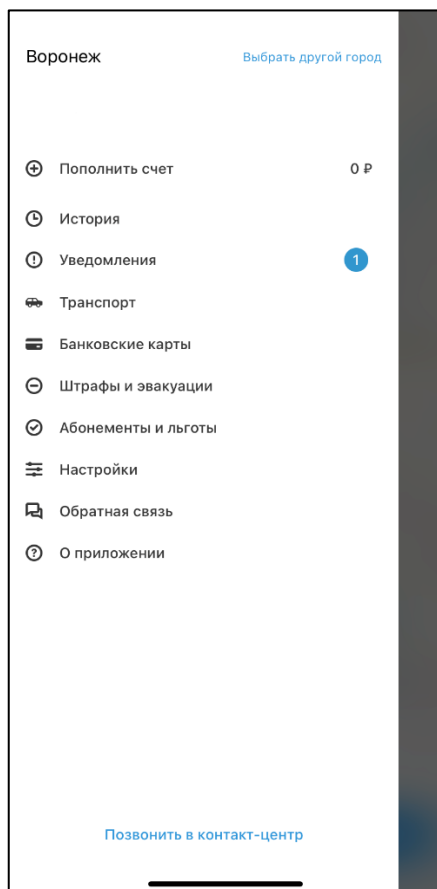 Воронеж Выбрать другой город
Пополнить счет 0 ₽
История
Уведомления 1
Транспорт
Банковские карты
Штрафы и эвакуации
Абонементы и льготы
Настройки
Обратная связь
О приложении
Позвонить в контакт-центр